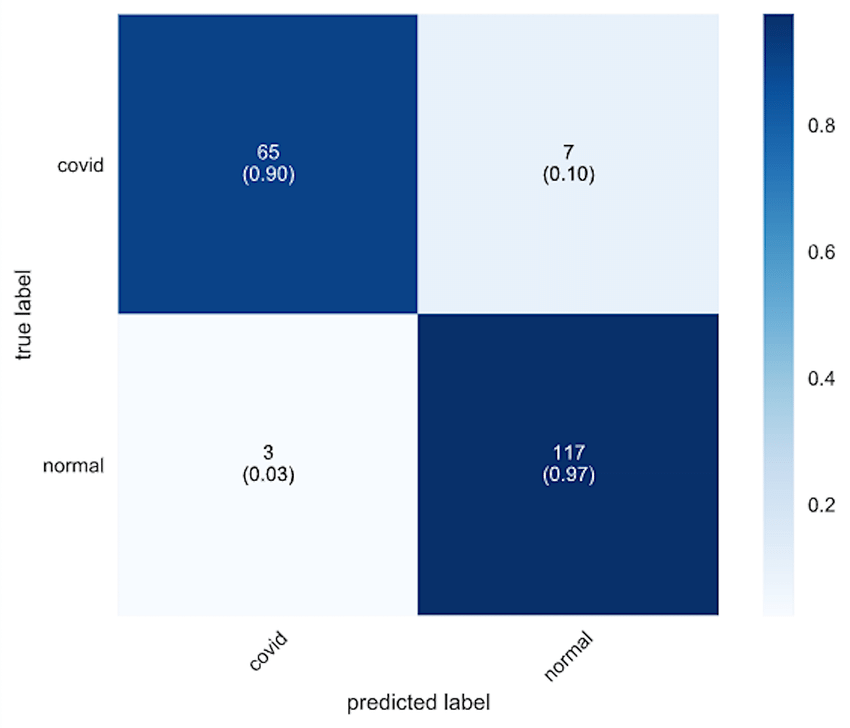 covid
65
(0.90)
7
(0.10)
normal
3
(0.03)
117
(0.97)
true label
covid
normal
predicted label
0.8
0.6
0.4
0.2